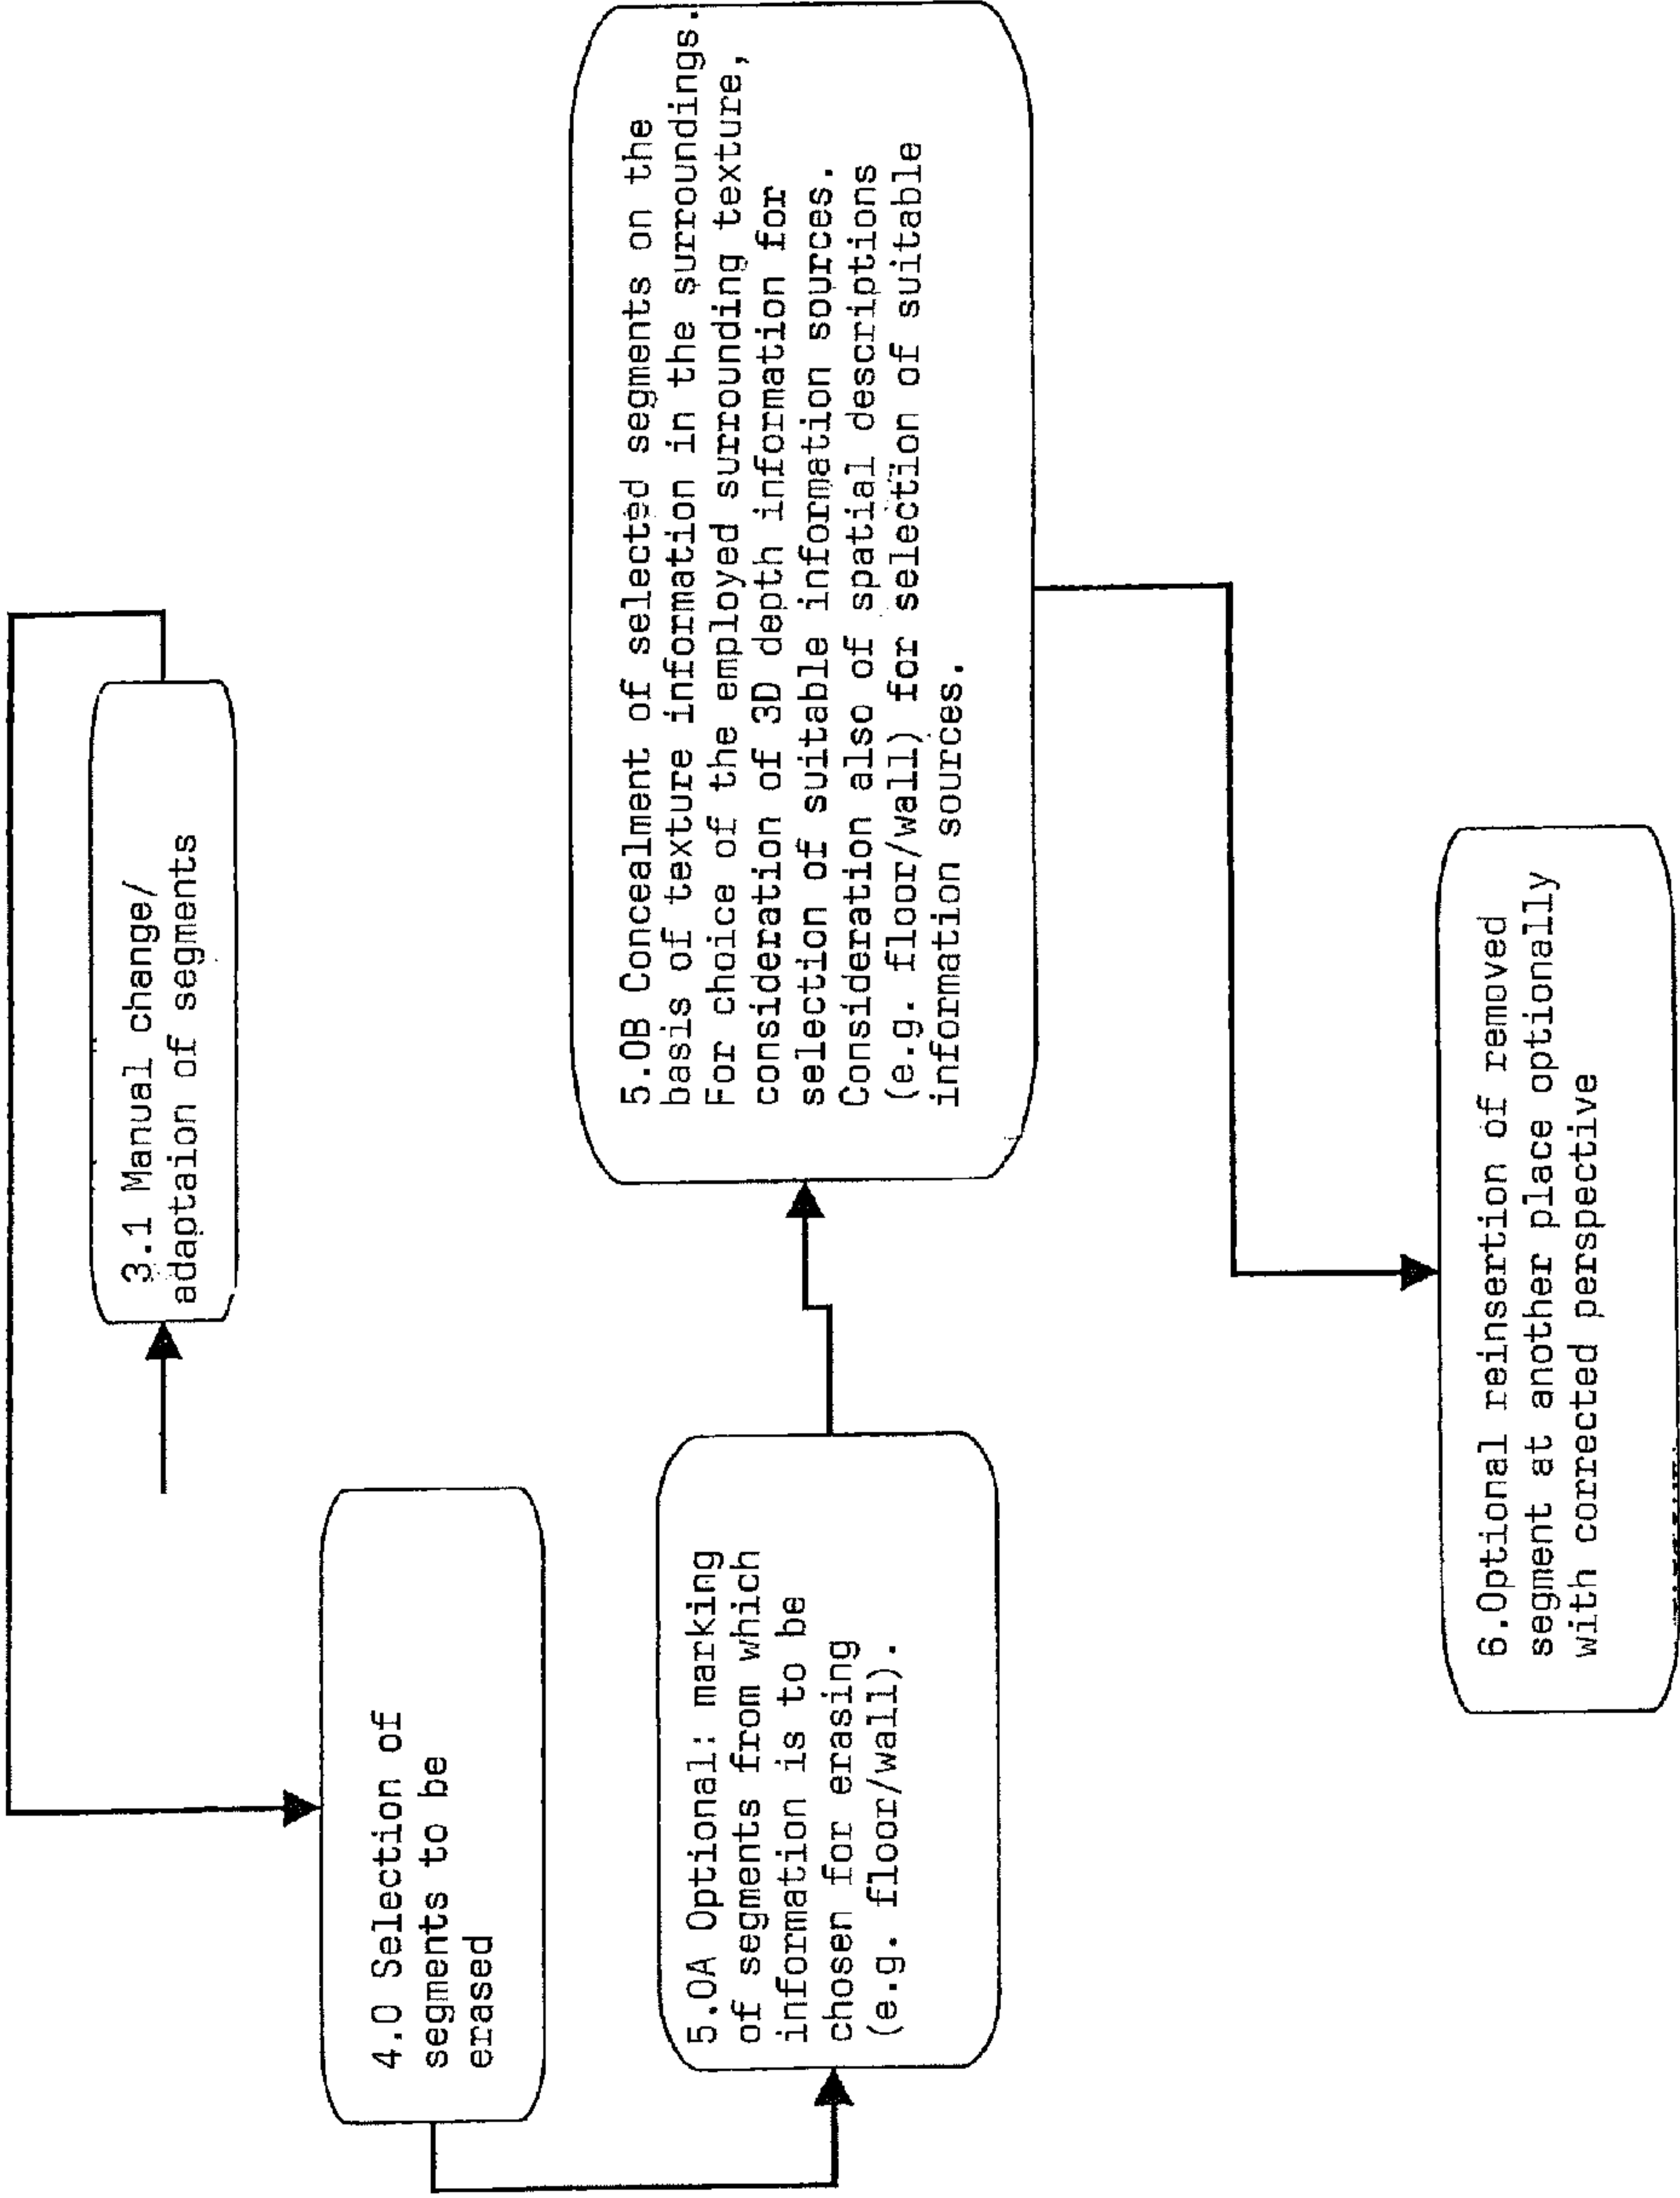 3.1 Manual change/
adaptaion of segments
4.0 Selection of
segments to be
erased
5.0A Optional: marking
of segments from which
information is to be
chosen for erasing
(e.g. floor/wall).
5.0B Concealment of selected segments on the
basis of texture information in the surroundings.
For choice of the employed surrounding texture,
consideration of 3D depth information for
selection of suitable information sources.
Consideration also of spatial descriptions
(e.g. floor/wall) for selection of suitable
information sources.
6.Optional reinsertion of removed
segment at another place optionally
with corrected perspective